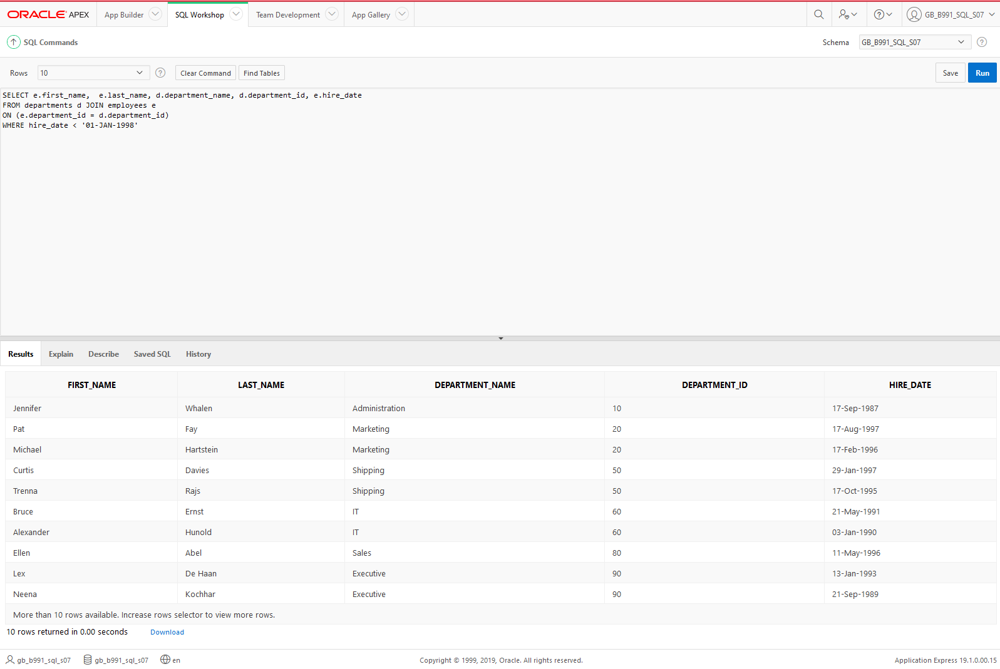 ORACLE APEX App Builder SQL Workshop Team Development App Gallery GB_B991_SQL_S07
SQL Commands Schema GB_B991_SQL_S07
Rows 10 Clear Command Find Tables Save Run
SELECT e.first_name,  e.last_name, d.department_name, d.department_id, e.hire_date
FROM departments d JOIN employees e
ON (e.department_id = d.department_id)
WHERE hire_date < '01-JAN-1998'
Results Explain Describe Saved SQL History
FIRST_NAME LAST_NAME DEPARTMENT_NAME DEPARTMENT_ID HIRE_DATE
Jennifer Whalen Administration 10 17-Sep-1987
Pat Fay Marketing 20 17-Aug-1997
Michael Hartstein Marketing 20 17-Feb-1996
Curtis Davies Shipping 50 29-Jan-1997
Trenna Rajs Shipping 50 17-Oct-1995
Bruce Ernst IT 60 21-May-1991
Alexander Hunold IT 60 03-Jan-1990
Ellen Abel Sales 80 11-May-1996
Lex De Haan Executive 90 13-Jan-1993
Neena Kochhar Executive 90 21-Sep-1989
More than 10 rows available. Increase rows selector to view more rows.
10 rows returned in 0.00 seconds Download
gb_b991_sql_s07 gb_b991_sql_s07 en Copyright © 1999, 2019, Oracle. All rights reserved. Application Express 19.1.0.00.15